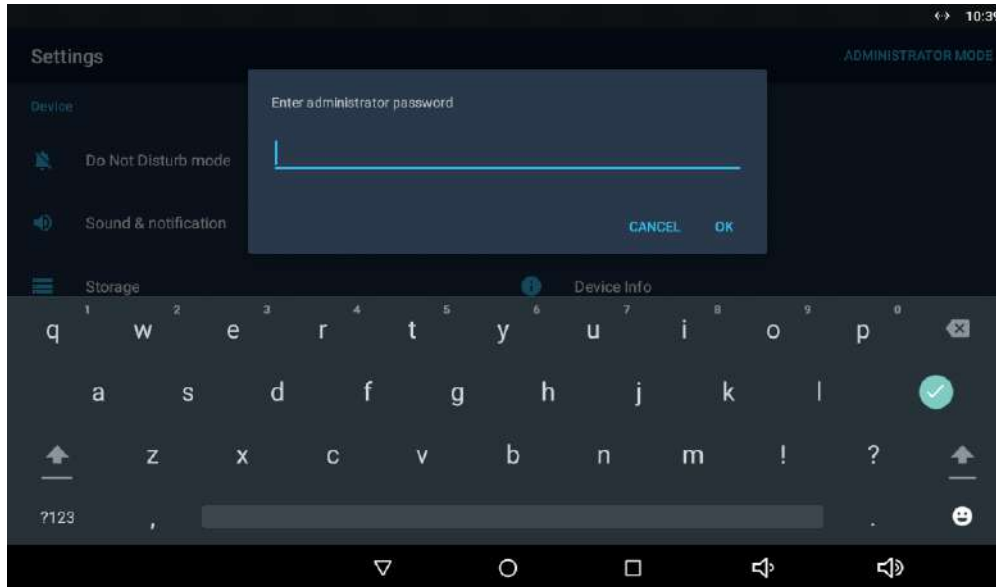 10:39
Settings
ADMINISTRATOR MODE
Enter administrator password
Device
Do Not Disturb mode
Sound & notification
CANCEL OK
Storage
Device Info
1 2 3 4 5 6 7 8 9 0
q w e r t y u i o p
a s d f g h j k l
z x c v b n m ! ?
?123 , .